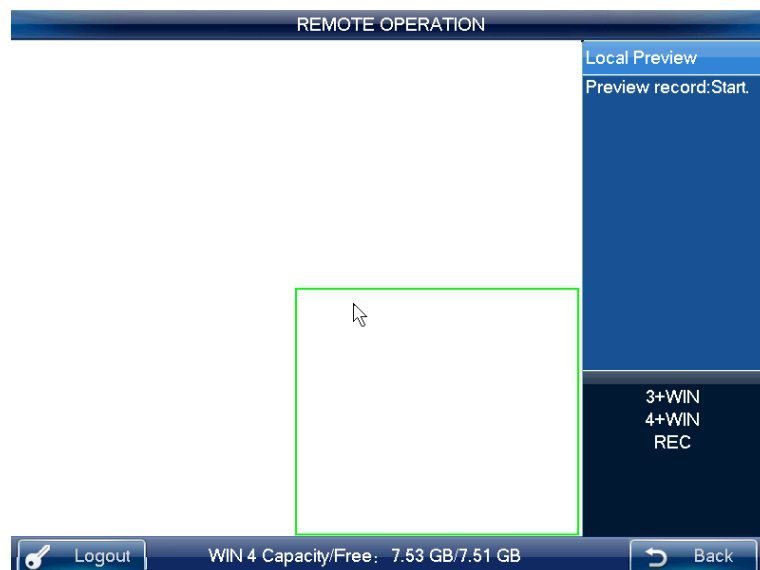 REMOTE OPERATION
Local Preview
Preview record:Start.
3+WIN
4+WIN
REC
Logout
WIN 4 Capacity/Free： 7.53 GB/7.51 GB
Back